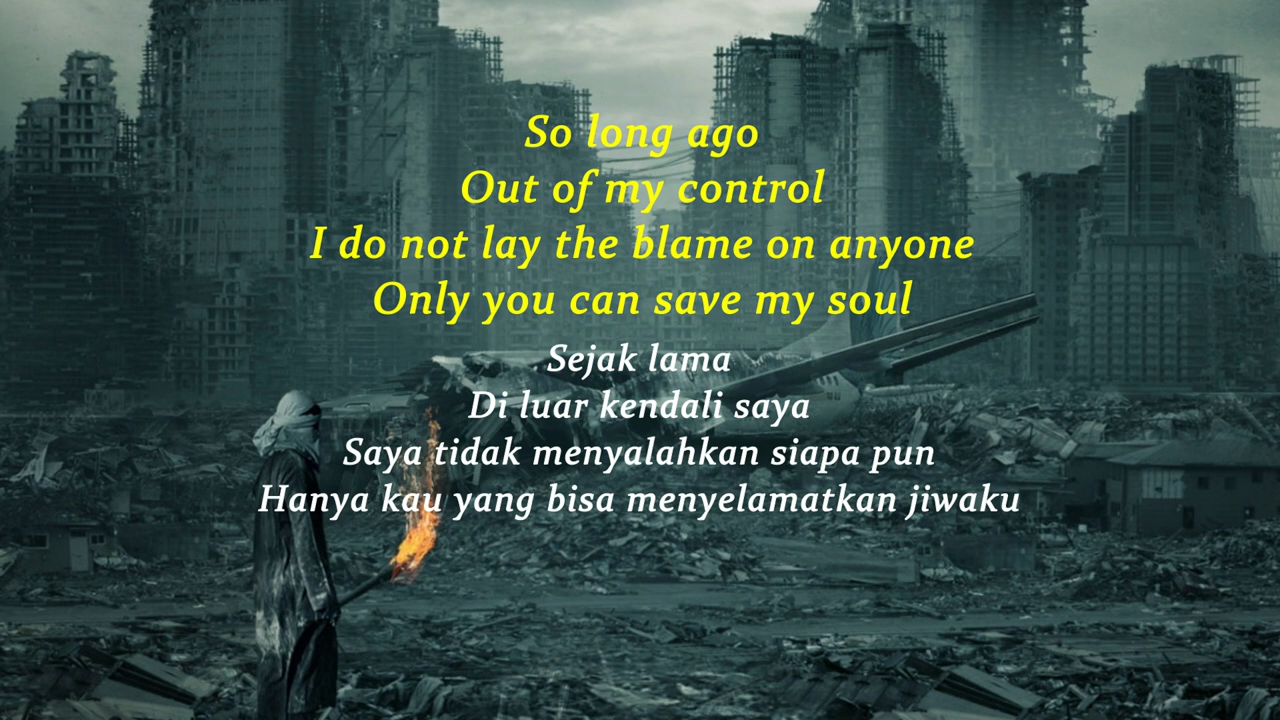 So long ago
Out of my control
I do not lay the blame on anyone
Only you can save my soul
Sejak lama
Di luar kendali saya
Saya tidak menyalahkan siapa pun
Hanya kau yang bisa menyelamatkan jiwaku